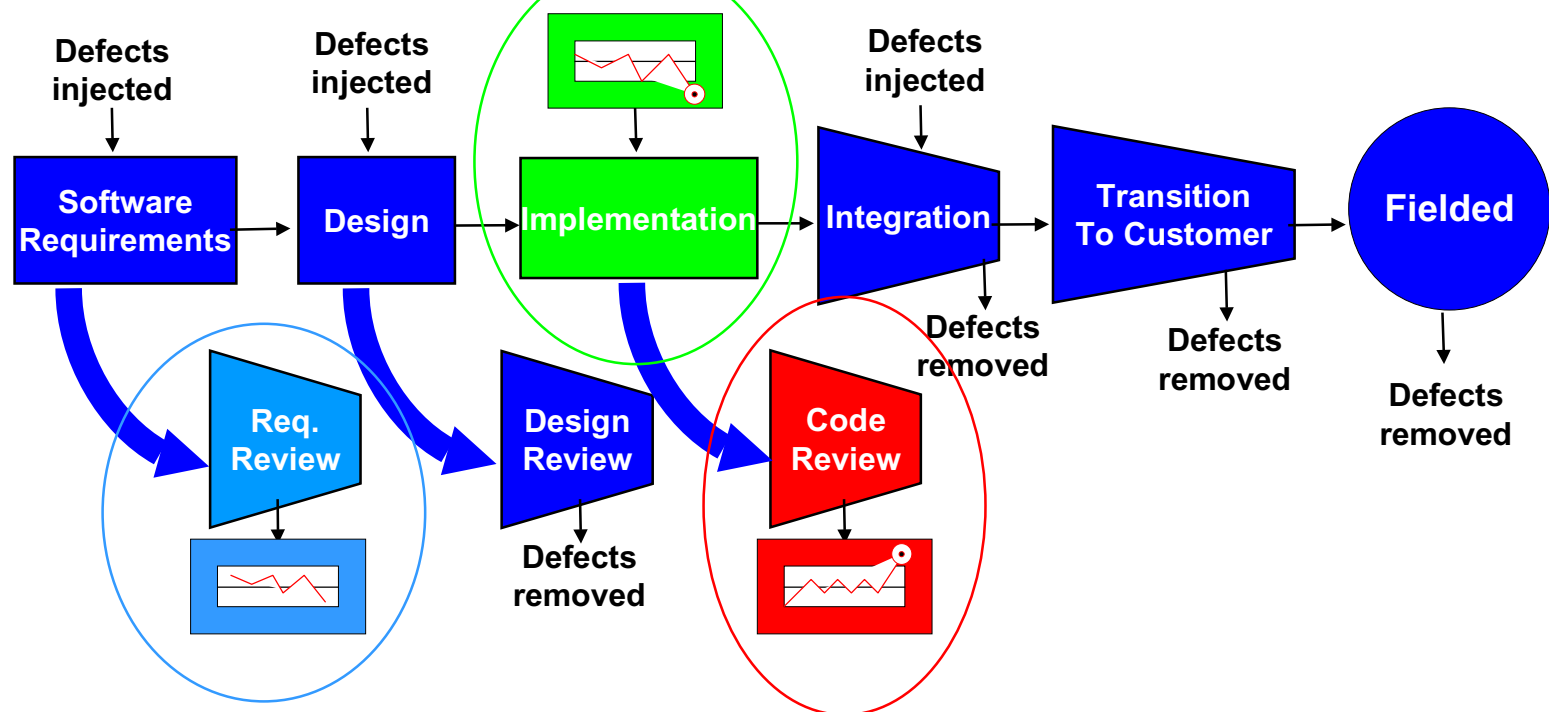 Defects
injected
Defects
injected
Defects
injected
Software
Requirements
Design
Implementation
Integration
Transition
To Customer
Fielded
Defects
removed
Defects
removed
Defects
removed
Req.
Review
Design
Review
Code
Review
Defects
removed